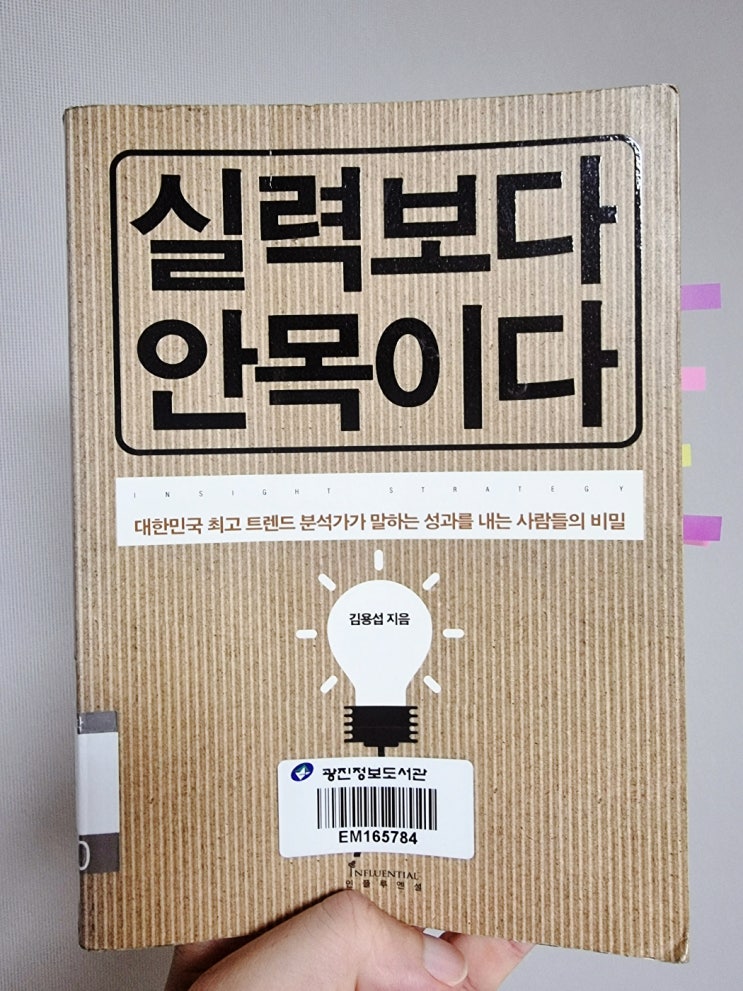 실력보다
안목이다
INSIGHT STRATEGY
대한민국 최고 트렌드 분석가가 말하는 성과를 내는 사람들의 비밀
김용섭 지음
광진정보도서관
EM165784
INFLUENTIAL
인플루엔셜
0